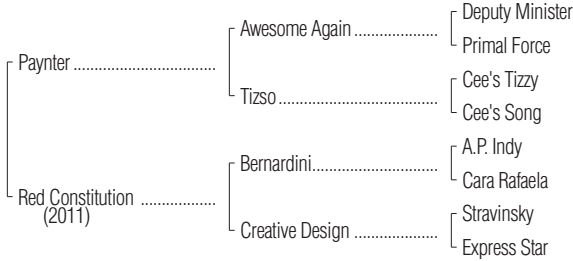 Deputy Minister
Awesome Again ....................
Primal Force
Paynter ..................................
Cee's Tizzy
Tizso ......................................
Cee's Song
A.P. Indy
Bernardini ..............................
Cara Rafaela
Red Constitution ..................
(2011)
Stravinsky
Creative Design ....................
Express Star